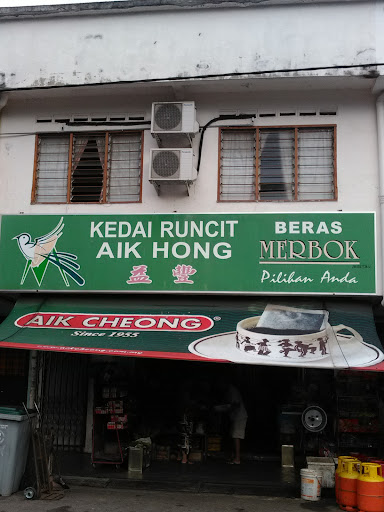 KEDAI RUNCIT
AIK HONG
益豐
BERAS
MERBOK
Pilihan Anda
AIK CHEONG®
Since 1955